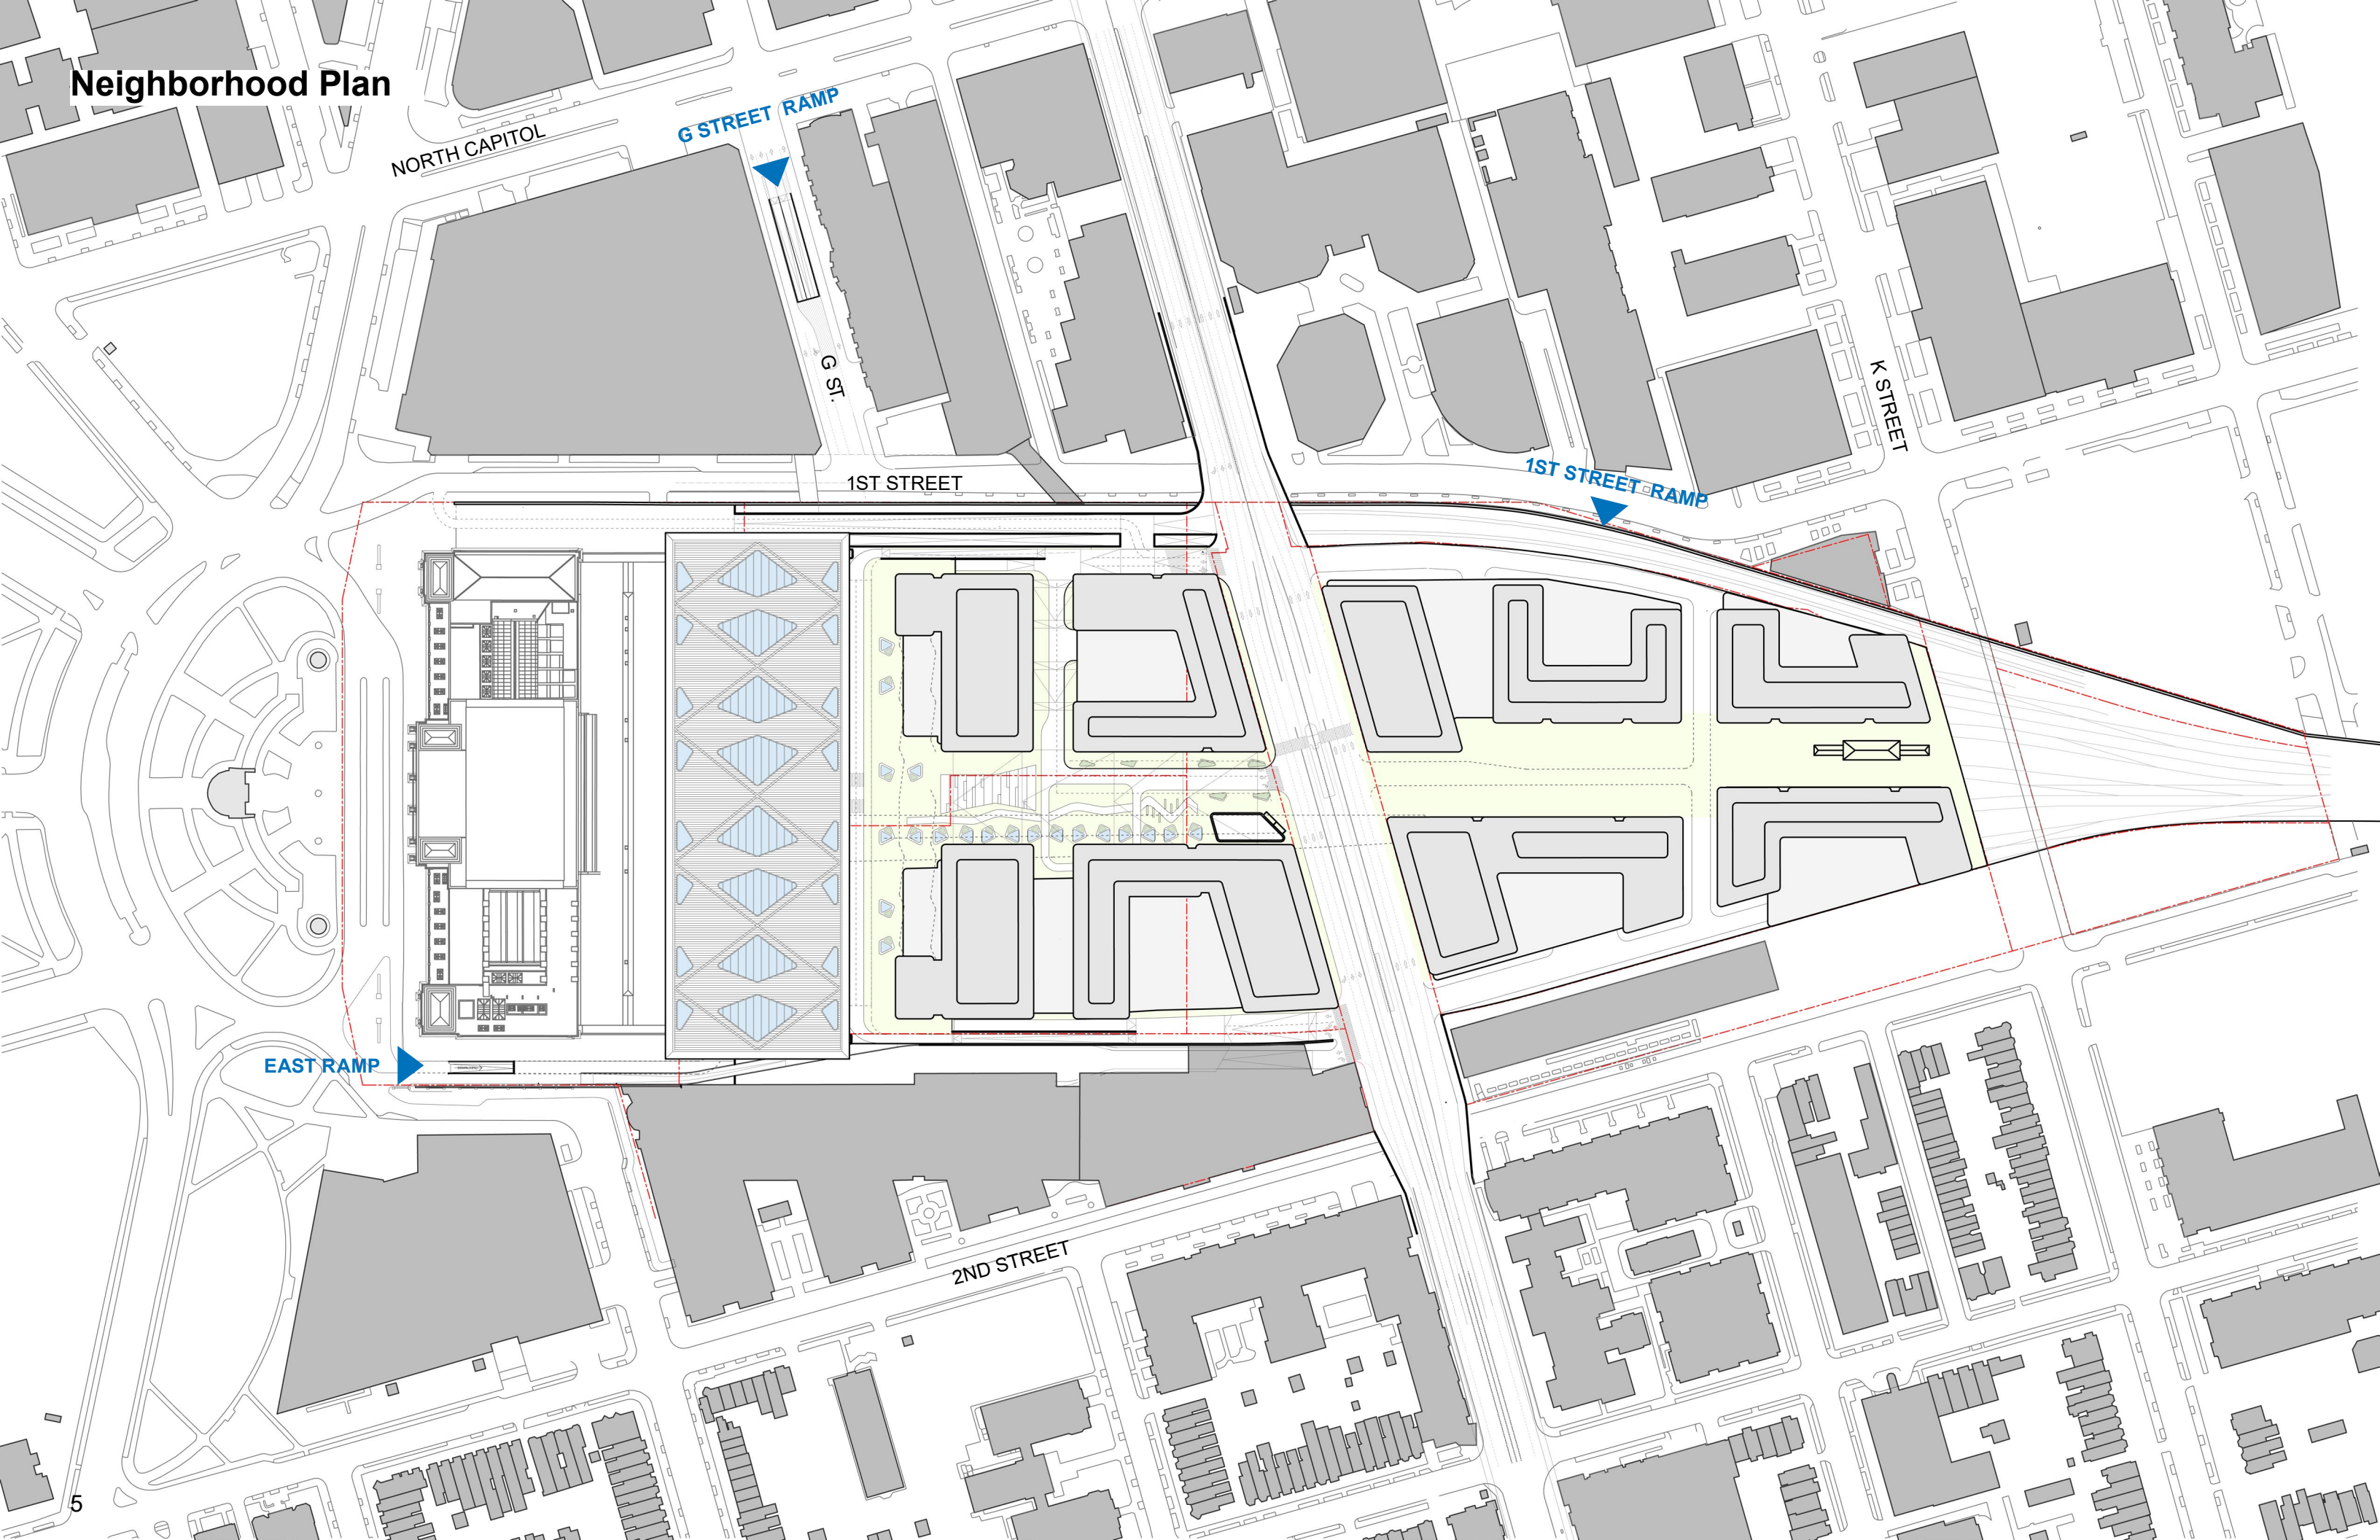 Neighborhood Plan
G STREET RAMP
NORTH CAPITOL
G ST.
K STREET
1ST STREET
1ST STREET RAMP
EAST RAMP
2ND STREET
5